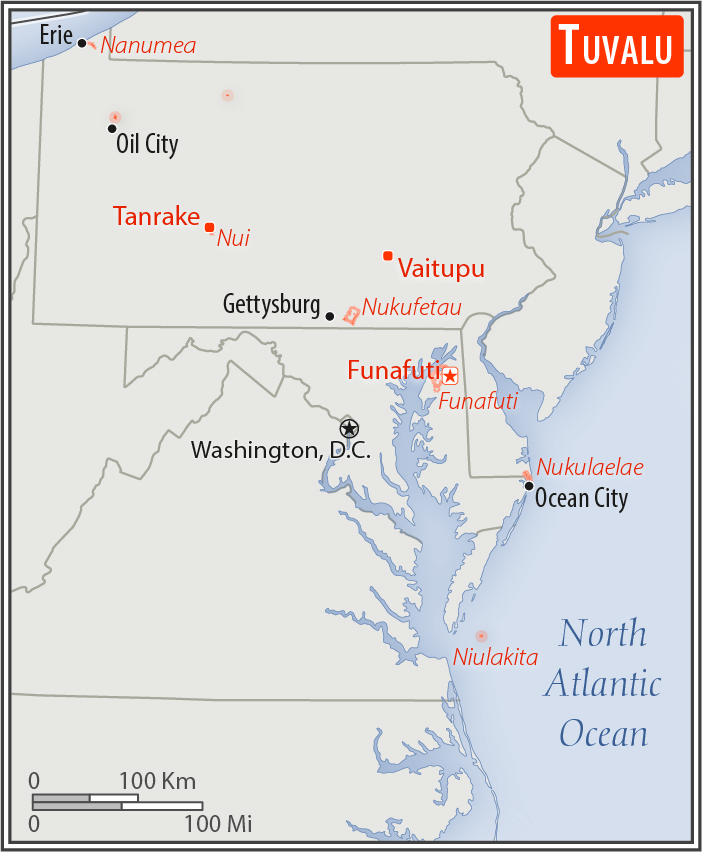 TUVALU
Erie
Nanumea
Oil City
Tanrake
Nui
Vaitupu
Gettysburg
Nukufetau
Funafuti
Funafuti
Washington, D.C.
Nukulaelae
Ocean City
Niulakita
North
Atlantic
Ocean
0 100 Km
0 100 Mi